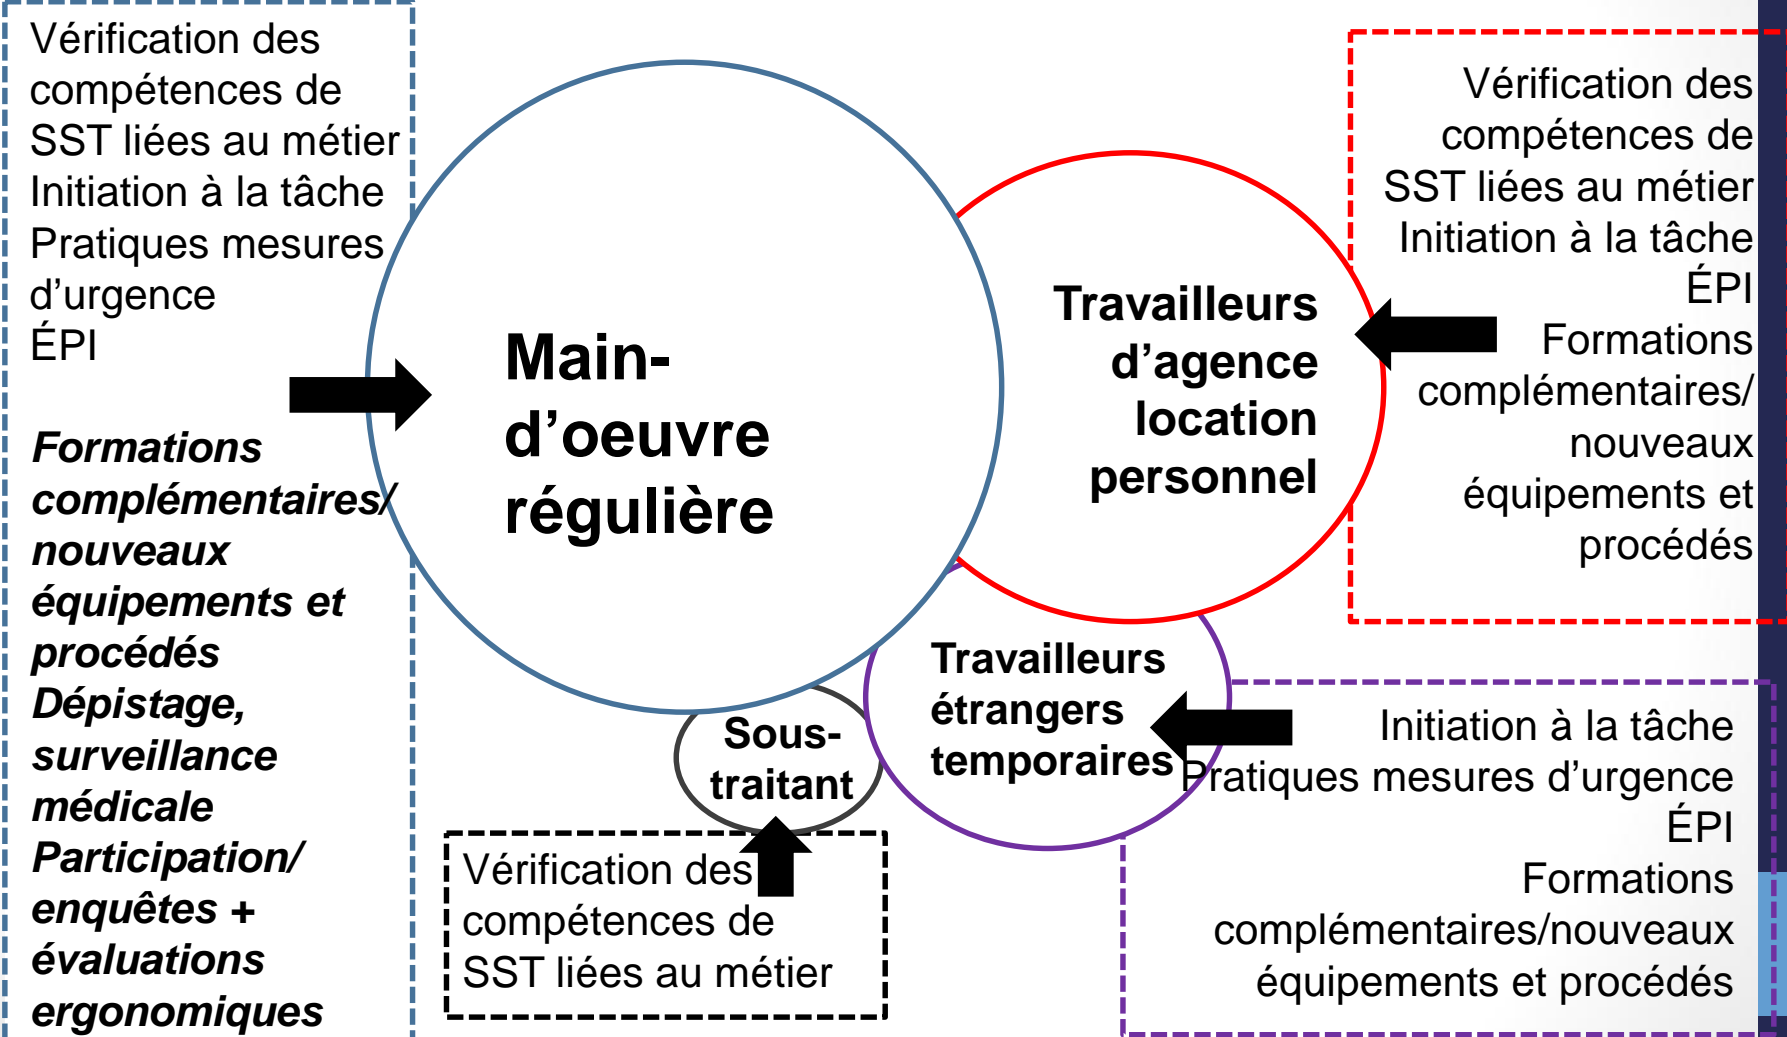 Vérification des
compétences de
SST liées au métier
Initiation à la tâche
Pratiques mesures
d'urgence
ÉPI
Formations
complémentaires/
nouveaux
équipements et
procédés
Dépistage,
surveillance
médicale
Participation/
enquêtes +
évaluations
ergonomiques
Main-
d'oeuvre
régulière
Travailleurs
d'agence
location
personnel
Vérification des
compétences de
SST liées au métier
Initiation à la tâche
ÉPI
Formations
complémentaires/
nouveaux
équipements et
procédés
Travailleurs
étrangers
temporaires
Initiation à la tâche
Pratiques mesures d'urgence
ÉPI
Formations
complémentaires/nouveaux
équipements et procédés
Sous-
traitant
Vérification des
compétences de
SST liées au métier